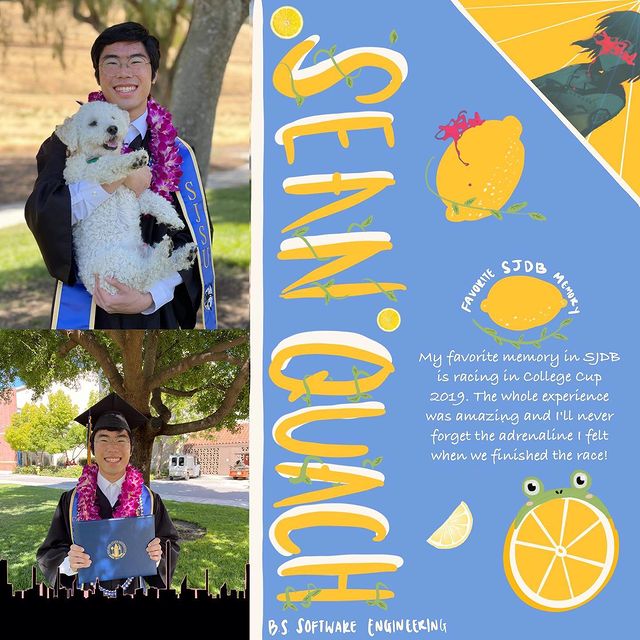 SJSU
SENN QUACH
BS SOFTWARE ENGINEERING
FAVORITE SJDB MEMORY
My favorite memory in SJDB
is racing in College Cup
2019. The whole experience
was amazing and I'll never
forget the adrenaline I felt
when we finished the race!